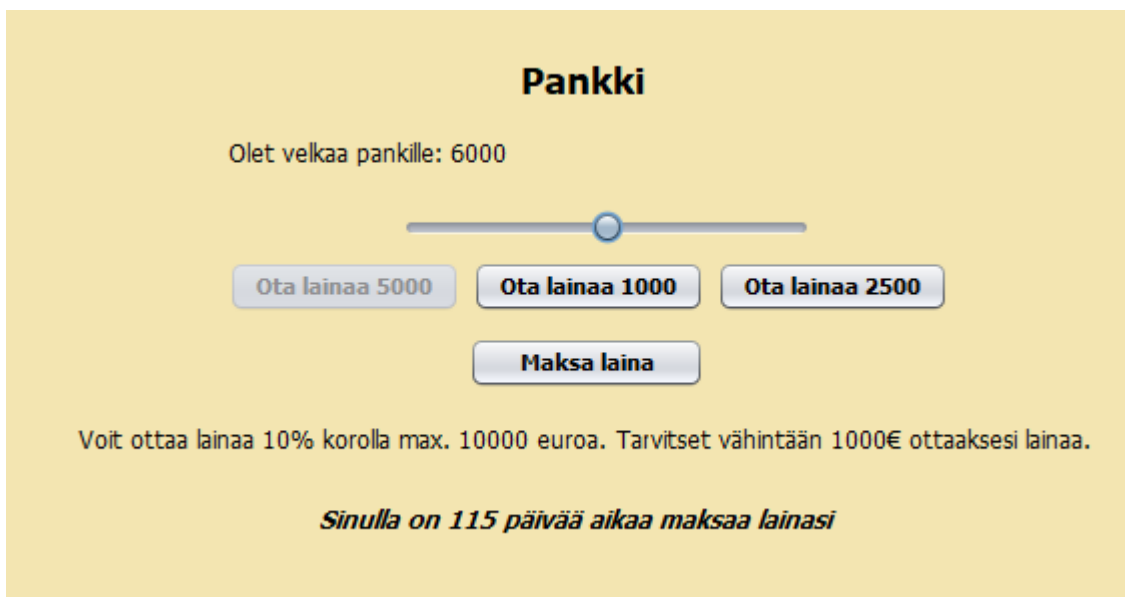 Pankki
Olet velkaa pankille: 6000
Ota lainaa 5000 Ota lainaa 1000 Ota lainaa 2500
Maksa laina
Voit ottaa lainaa 10% korolla max. 10000 euroa. Tarvitset vähintään 1000€ ottaaksesi lainaa.
Sinulla on 115 päivää aikaa maksaa lainasi